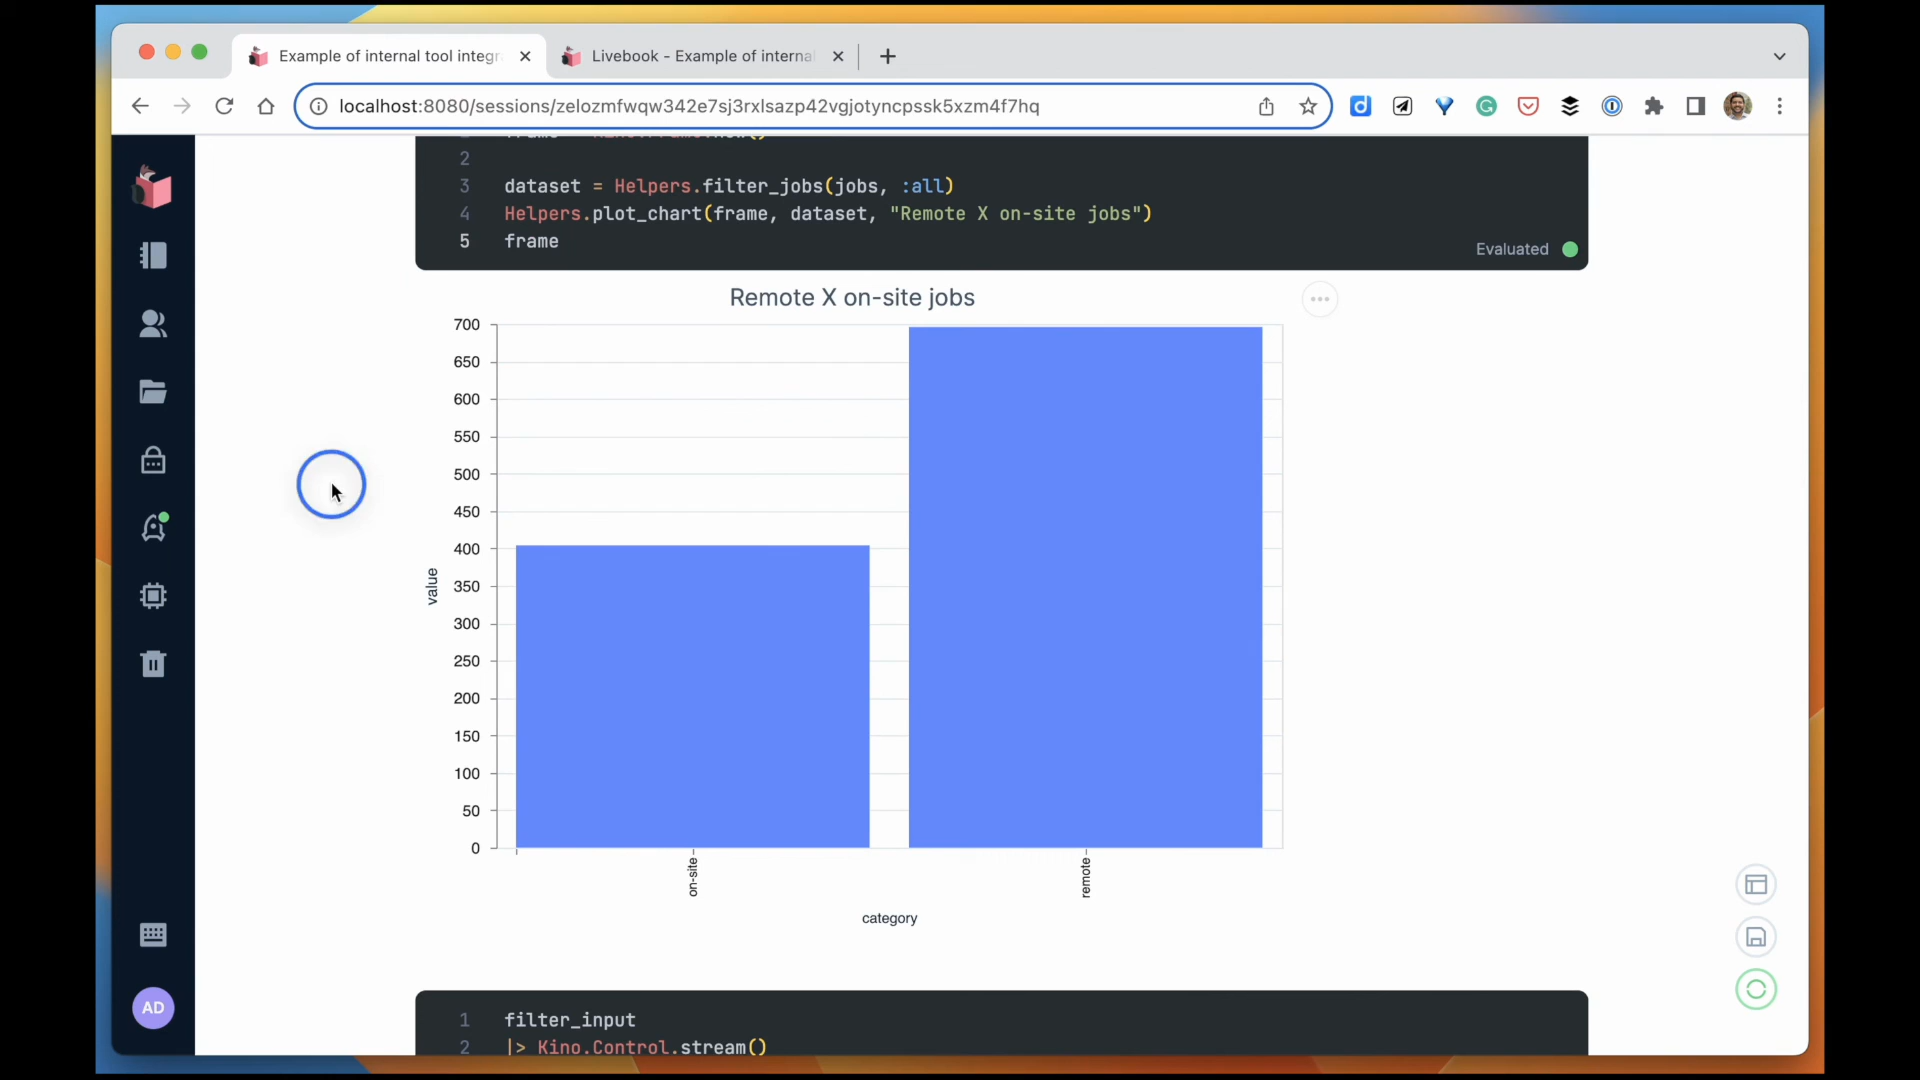 Example of internal tool integr
Livebook - Example of interna
localhost:8080/sessions/zelozmfwqw342e7sj3rxlsazp42vgjotyncpssk5xzm4f7hq
2
3 dataset = Helpers.filter_jobs(jobs, :all)
4 Helpers.plot_chart(frame, dataset, "Remote X on-site jobs")
5 frame
Evaluated
Remote X on-site jobs
700
650
600
550
500
450
400
350
300
250
200
150
100
50
0
value
on-site
remote
category
1 filter_input
2 |> Kino.Control.stream()
AD